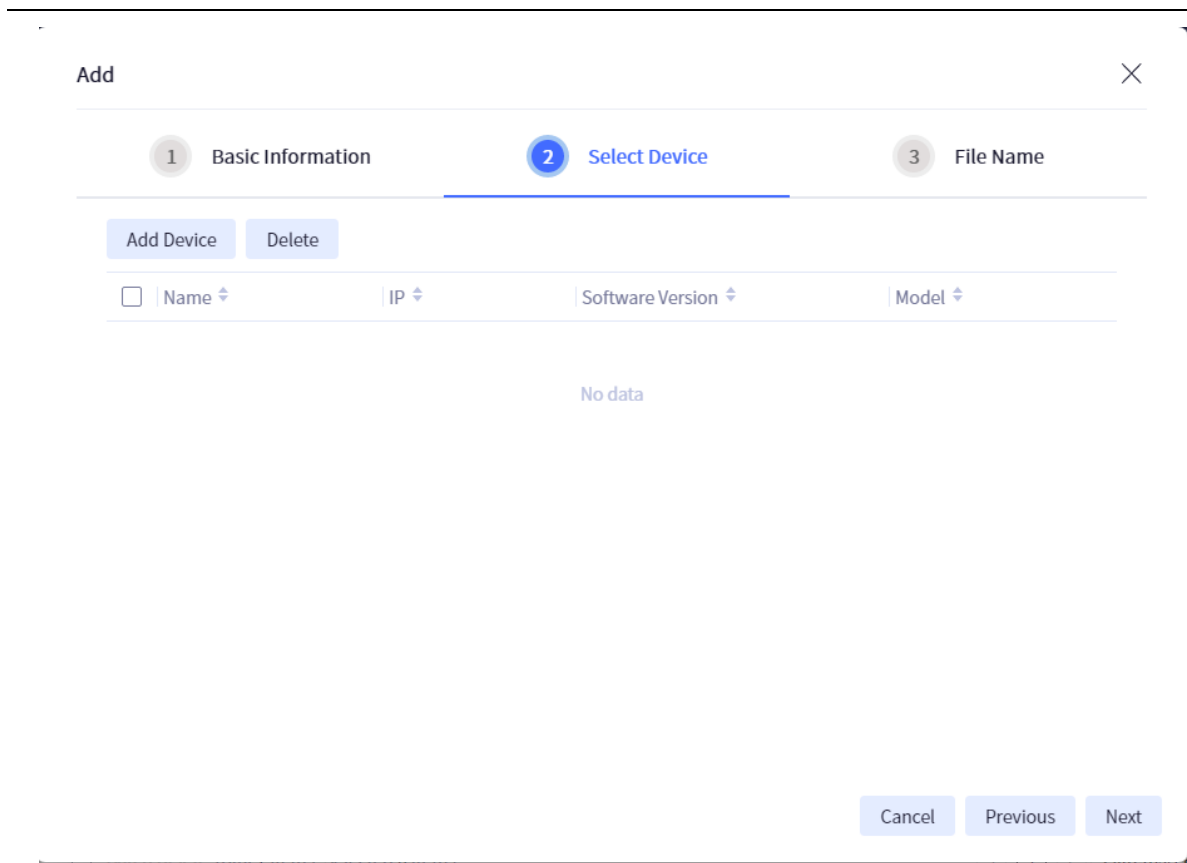 Add
1 Basic Information 2 Select Device 3 File Name
Add Device Delete
Name IP Software Version Model
No data
Cancel Previous Next